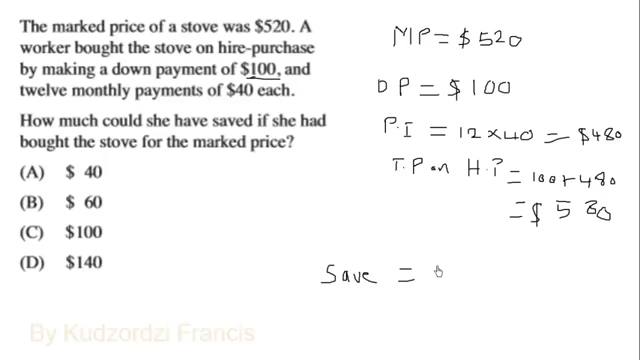 The marked price of a stove was $520. A
worker bought the stove on hire-purchase
by making a down payment of $100, and
twelve monthly payments of $40 each.
How much could she have saved if she had
bought the stove for the marked price?
(A) $ 40
(B) $ 60
(C) $100
(D) $140
MP = $520
DP = $100
P.I = 12 × 40 = $480
T.P on H.P = 100 + 480
= $580
Save =
By Kudzordzi Francis